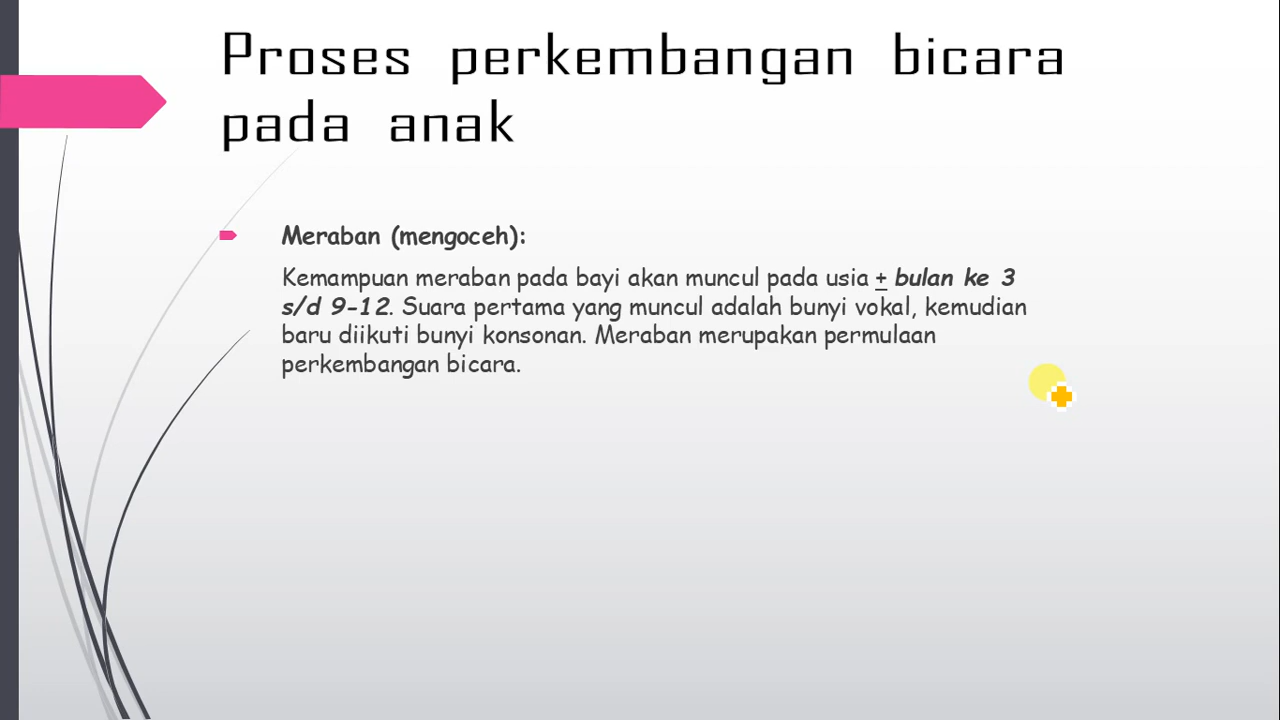 Proses perkembangan bicara
pada anak
Meraban (mengoceh):
Kemampuan meraban pada bayi akan muncul pada usia + bulan ke 3
s/d 9-12. Suara pertama yang muncul adalah bunyi vokal, kemudian
baru diikuti bunyi konsonan. Meraban merupakan permulaan
perkembangan bicara.